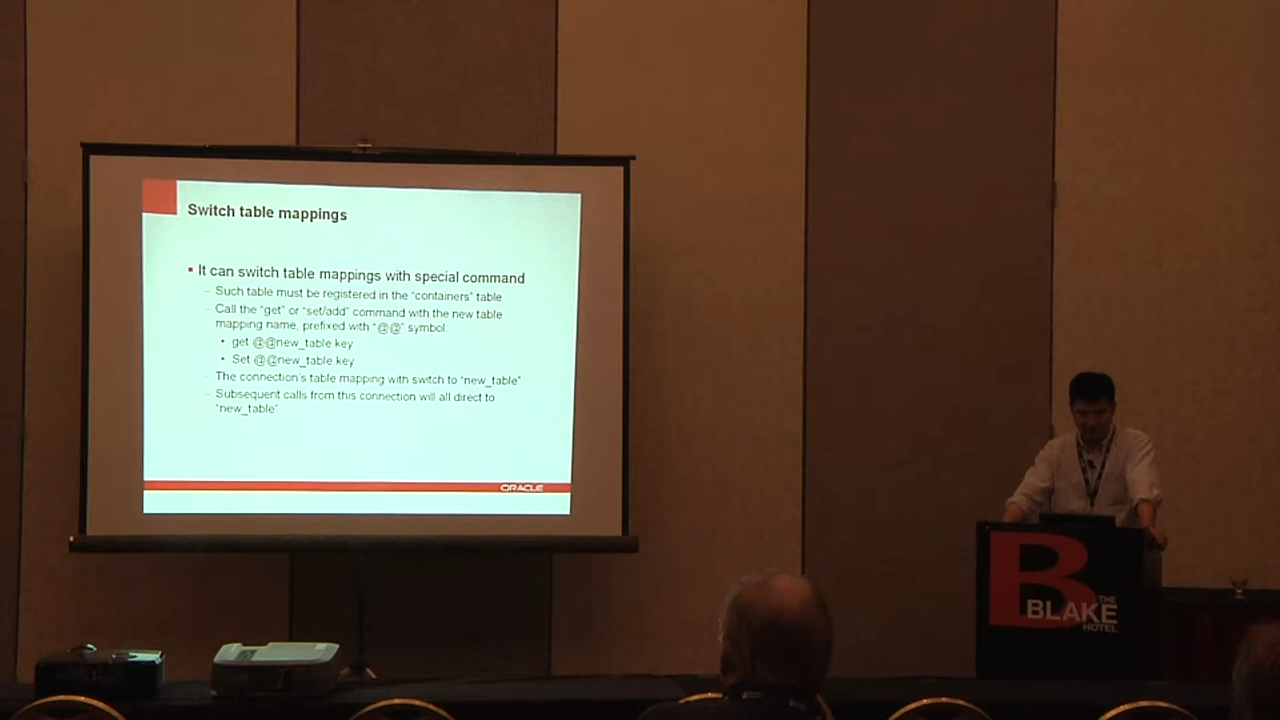 Switch table mappings
▪ It can switch table mappings with special command
– Such table must be registered in the "containers" table
– Call the "get" or "set/add" command with the new table
mapping name, prefixed with "@@" symbol.
• get @@new_table.key
• Set @@new_table.key
– The connection's table mapping with switch to "new_table"
– Subsequent calls from this connection will all direct to
"new_table"
ORACLE
B
THE
BLAKE
HOTEL